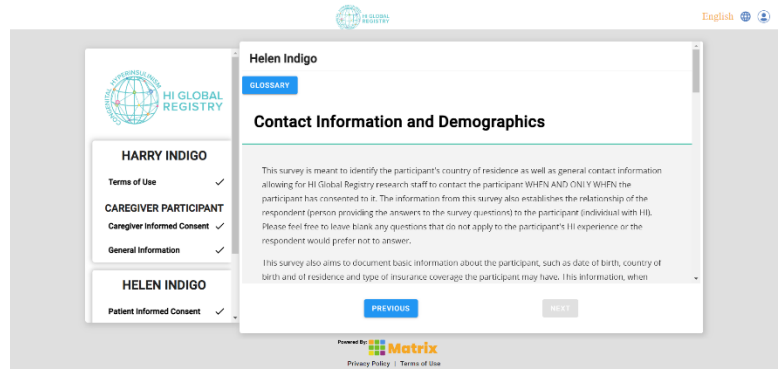 HI GLOBAL
REGISTRY
English
CONGENITAL HYPERINSULINISM
HI GLOBAL
REGISTRY
HARRY INDIGO
Terms of Use
CAREGIVER PARTICIPANT
Caregiver Informed Consent
General Information
HELEN INDIGO
Patient Informed Consent
Helen Indigo
GLOSSARY
Contact Information and Demographics
This survey is meant to identify the participant's country of residence as well as general contact information
allowing for HI Global Registry research staff to contact the participant WHEN AND ONLY WHEN the
participant has consented to it. The information from this survey also establishes the relationship of the
respondent (person providing the answers to the survey questions) to the participant (individual with HI).
Please feel free to leave blank any questions that do not apply to the participant's HI experience or the
respondent would prefer not to answer.
This survey also aims to document basic information about the participant, such as date of birth, country of
birth and of residence and type of insurance coverage the participant may have. This information, when
PREVIOUS
NEXT
Powered By:
Matrix
Privacy Policy | Terms of Use